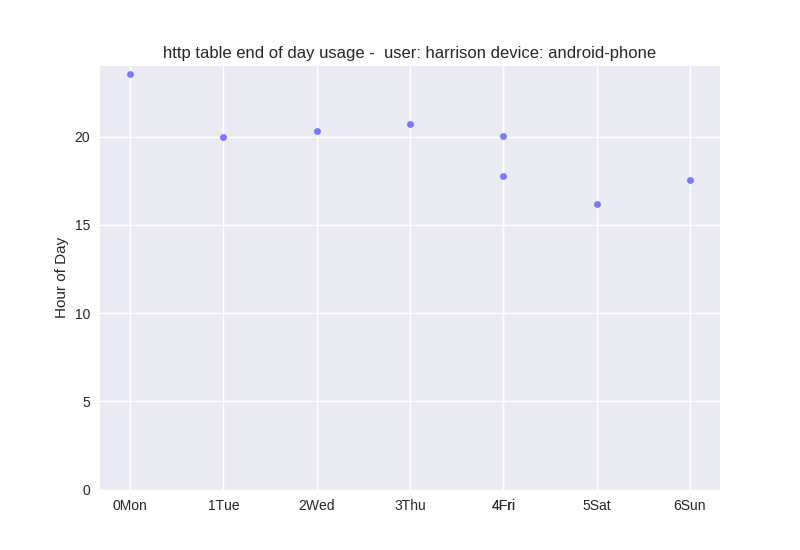 http table end of day usage -  user: harrison device: android-phone
Hour of Day
20
15
10
5
0
0Mon 1Tue 2Wed 3Thu 4Fri 5Sat 6Sun